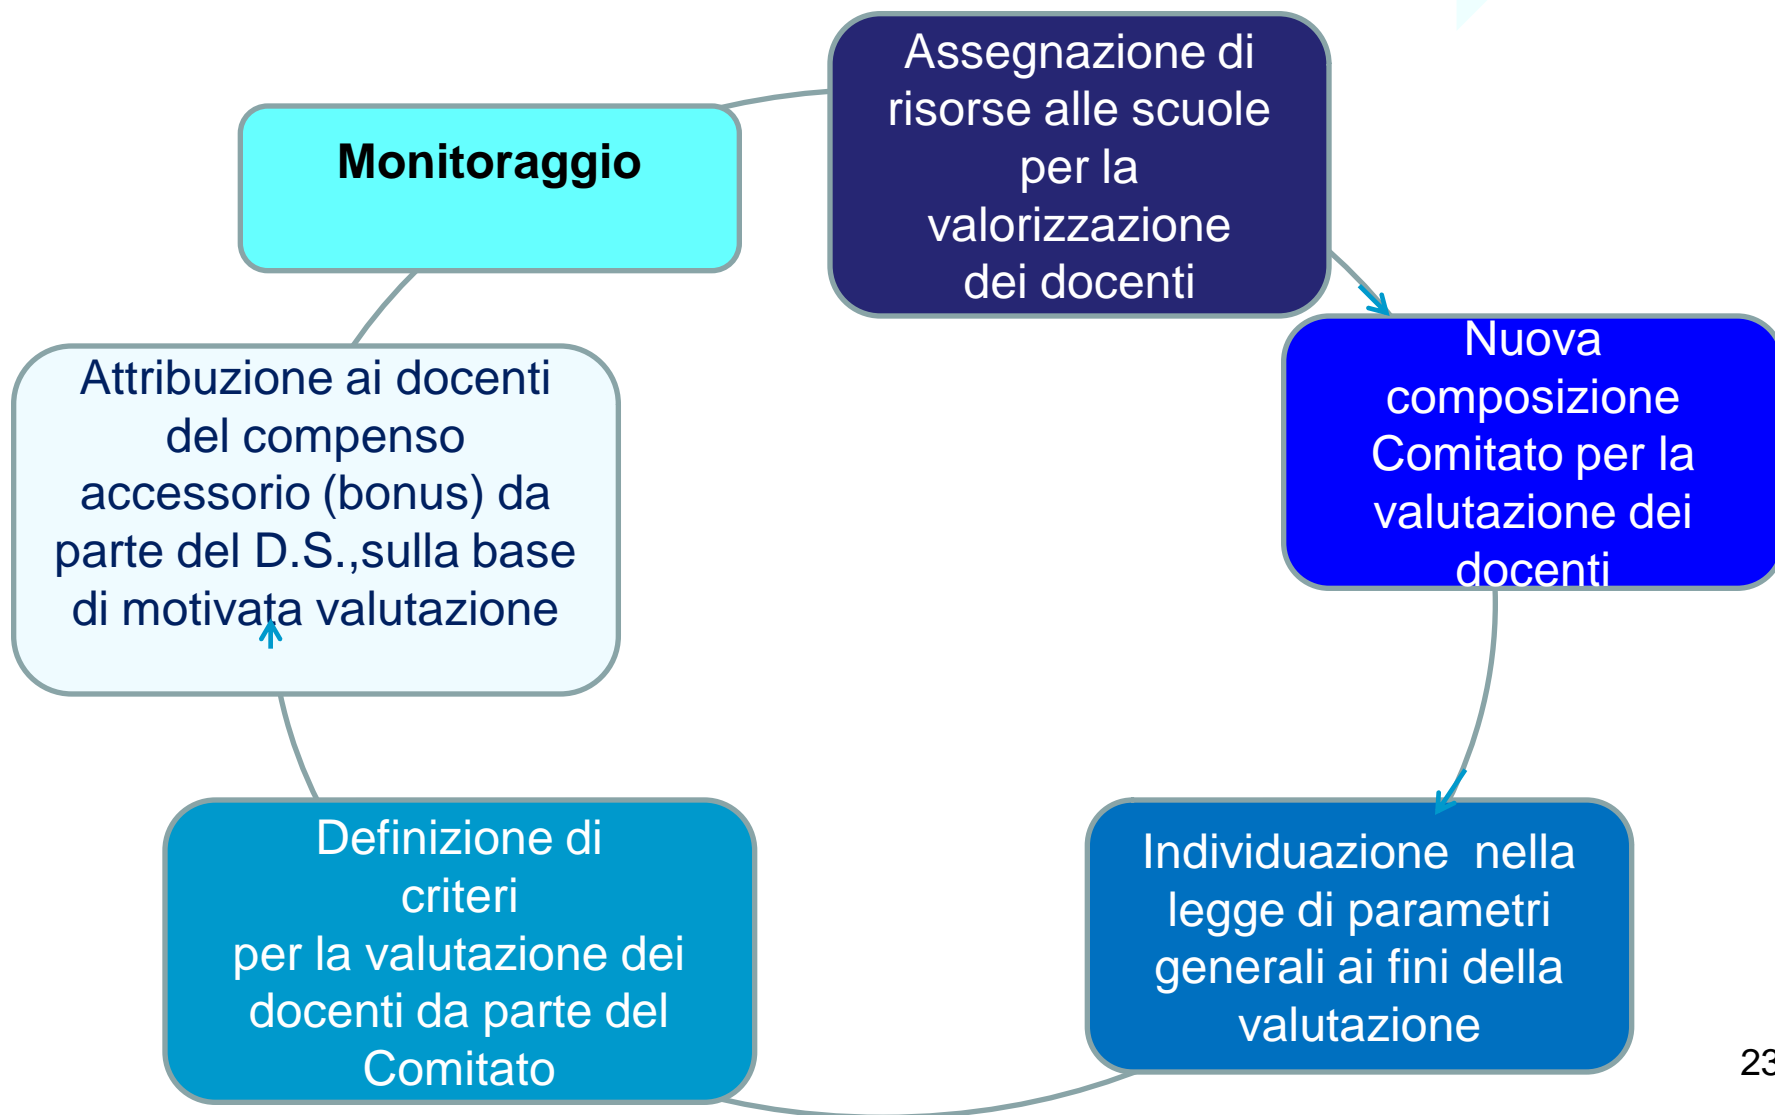 Monitoraggio
Assegnazione di
risorse alle scuole
per la
valorizzazione
dei docenti
Nuova
composizione
Comitato per la
valutazione dei
docenti
Individuazione  nella
legge di parametri
generali ai fini della
valutazione
Definizione di
criteri
per la valutazione dei
docenti da parte del
Comitato
Attribuzione ai docenti
del compenso
accessorio (bonus) da
parte del D.S.,sulla base
di motivata valutazione
23